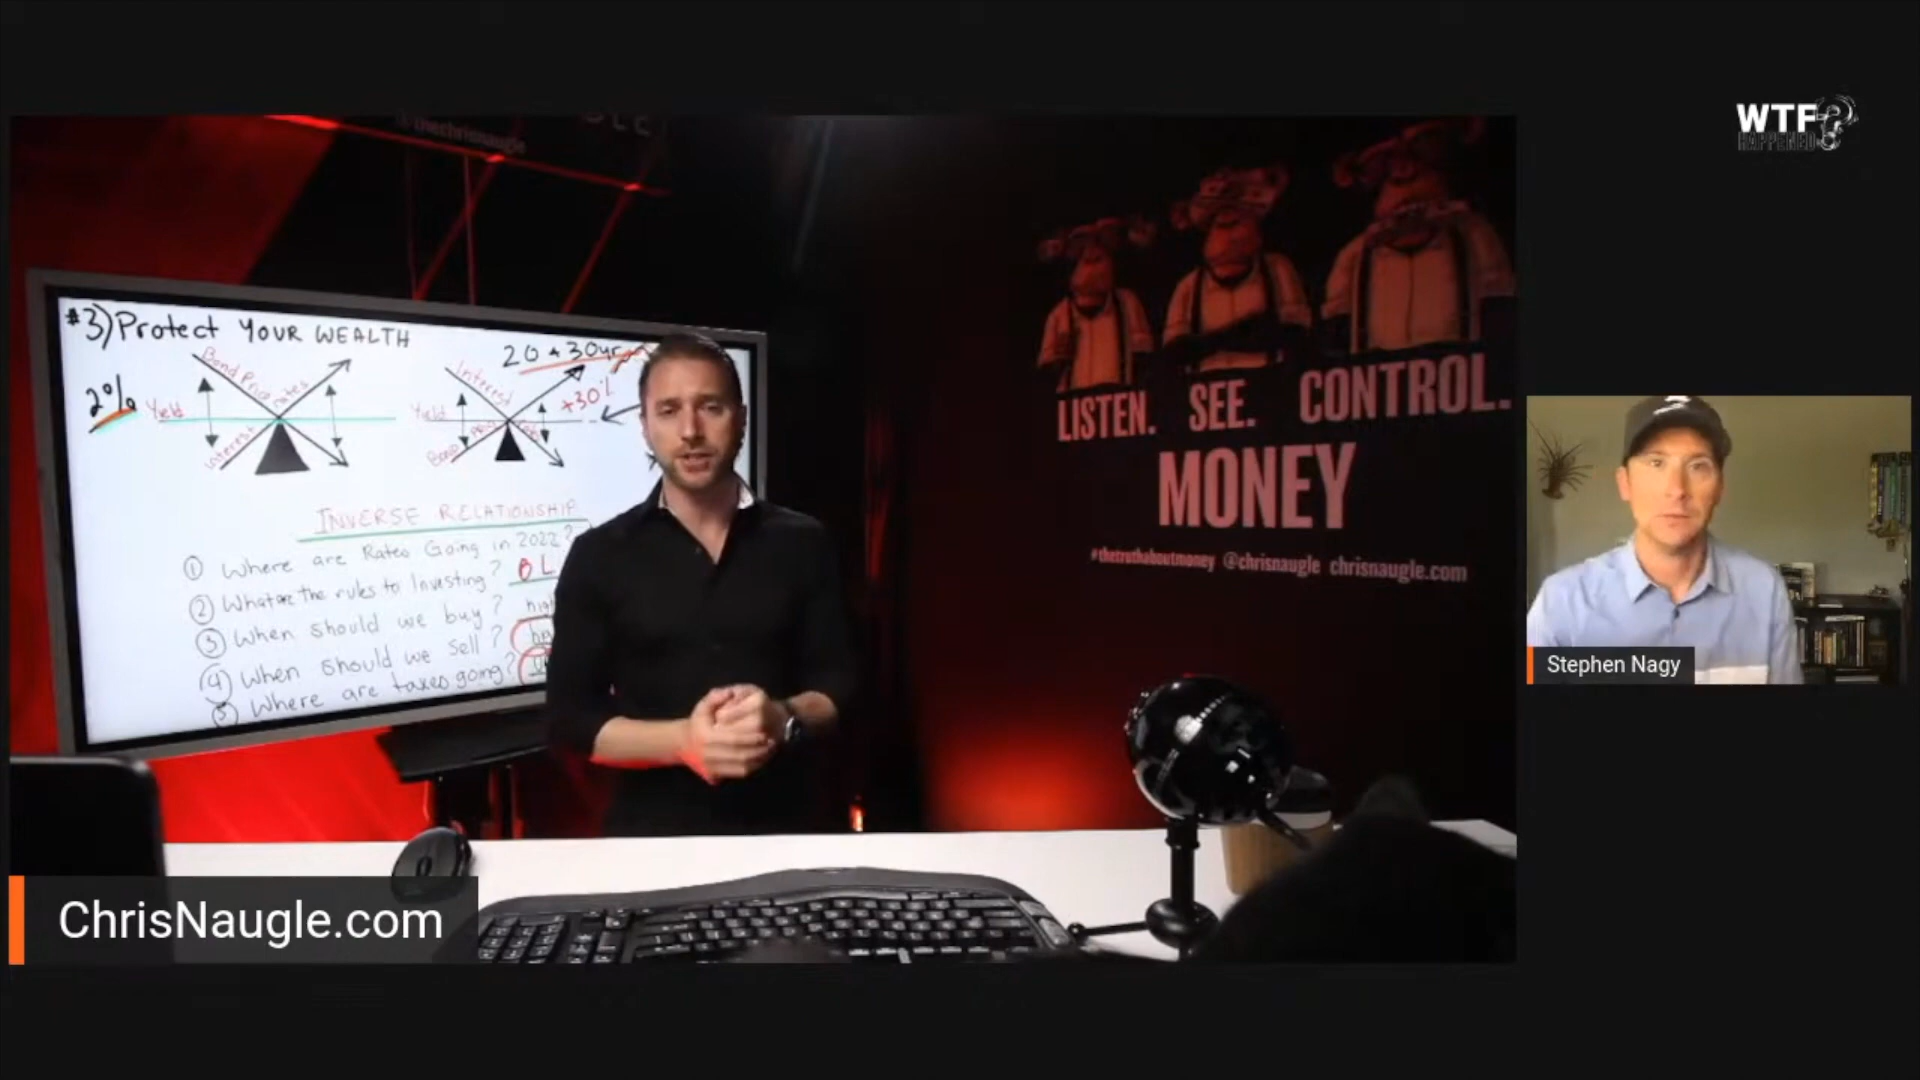 WTF?
HAPPENED
@thechrisnaugle
#3) Protect YOUR WEALTH
2%
Bond Price rates
Yield
Interest
20 + 30yr
Interest
+30%
Yield
Bond
INVERSE RELATIONSHIP
① Where are Rates Going in 2022?
② What are the rules to Investing? B L
③ When should we buy? high
④ When should we sell?
⑤ Where are taxes going?
LISTEN. SEE. CONTROL.
MONEY
#thetruthaboutmoney @chrisnaugle chrisnaugle.com
Stephen Nagy
ChrisNaugle.com